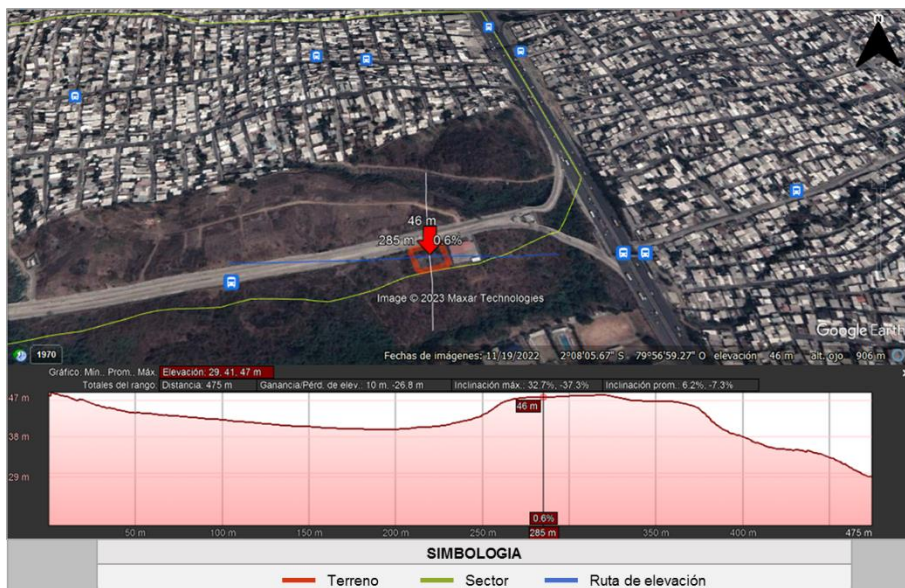 N
46 m
285 m 0.6%
Image © 2023 Maxar Technologies
Google Earth
1970
Fechas de imágenes: 11/19/2022 2°08'05.67" S 79°56'59.27" O elevación 46 m alt. ojo 906 m
Gráfico: Mín., Prom., Máx. Elevación: 29, 41, 47 m
Totales del rango: Distancia: 475 m Ganancia/Pérd. de elev.: 10 m, -26.8 m Inclinación máx.: 32.7%, -37.3% Inclinación prom.: 6.2%, -7.3%
47 m
46 m
38 m
29 m
0.6%
50 m 100 m 150 m 200 m 250 m 285 m 350 m 400 m 475 m
SIMBOLOGIA
Terreno Sector Ruta de elevación